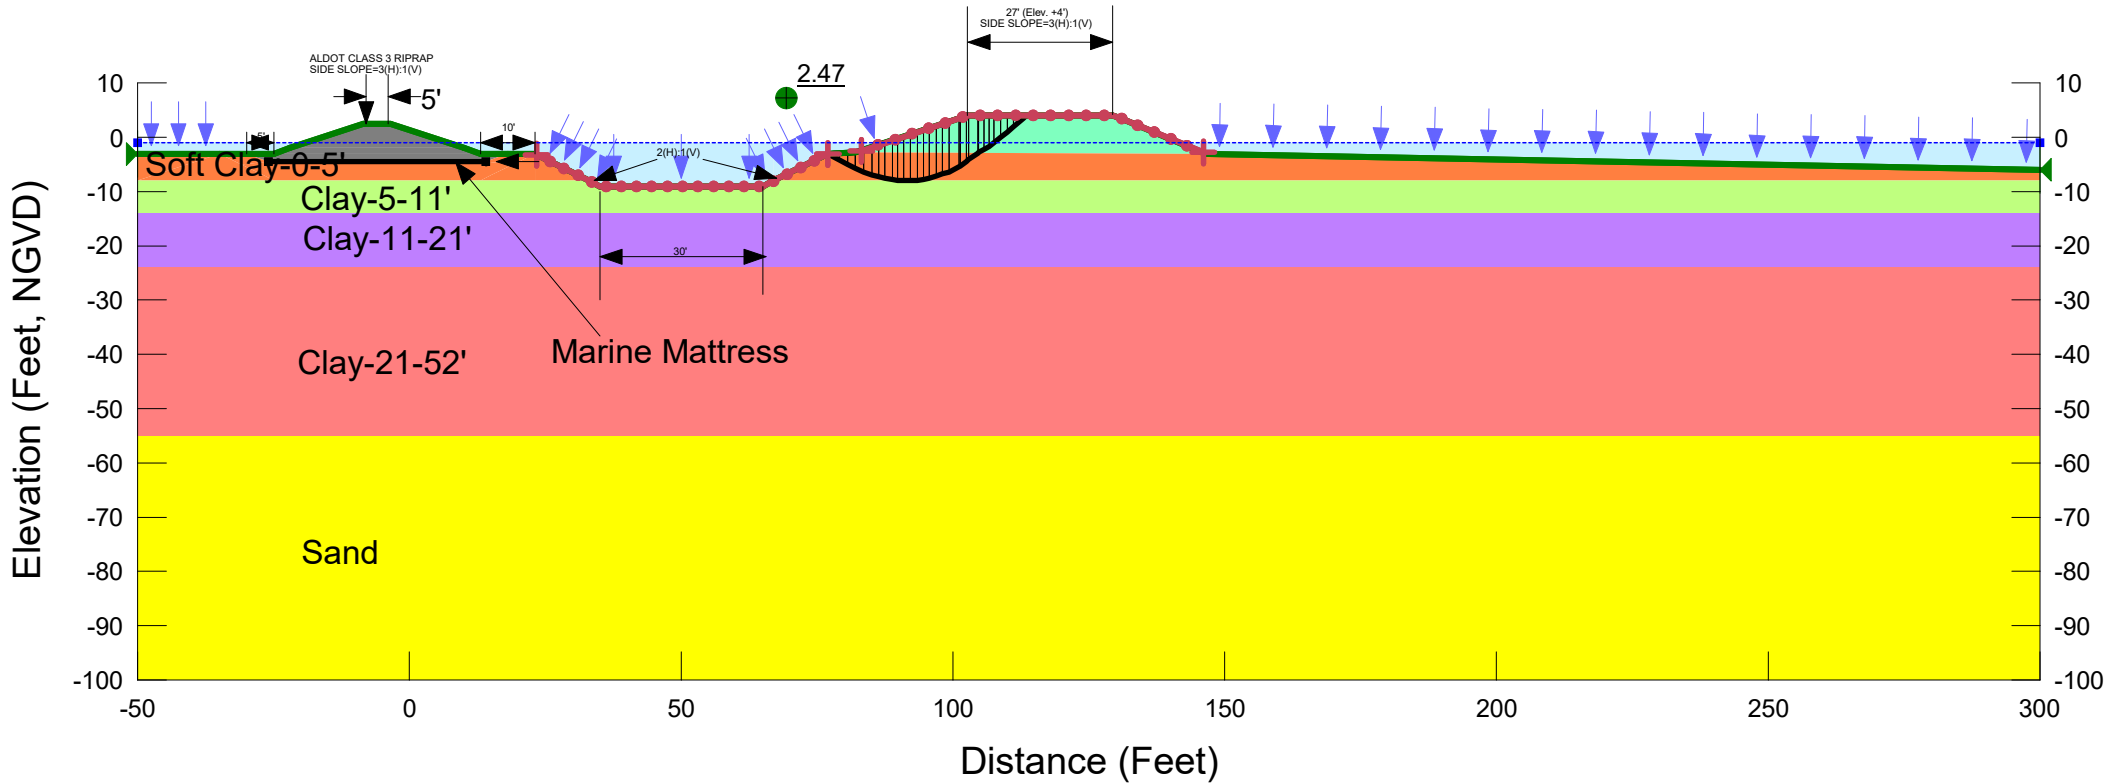 27' (Elev. +4')
SIDE SLOPE=3(H):1(V)
ALDOT CLASS 3 RIPRAP
SIDE SLOPE=3(H):1(V)
2.47
5'
5'
10'
2(H):1(V)
30'
Soft Clay-0-5'
Clay-5-11'
Clay-11-21'
Clay-21-52'
Marine Mattress
Sand
Elevation (Feet, NGVD)
10
0
-10
-20
-30
-40
-50
-60
-70
-80
-90
-100
10
0
-10
-20
-30
-40
-50
-60
-70
-80
-90
-100
-50
0
50
100
150
200
250
300
Distance (Feet)